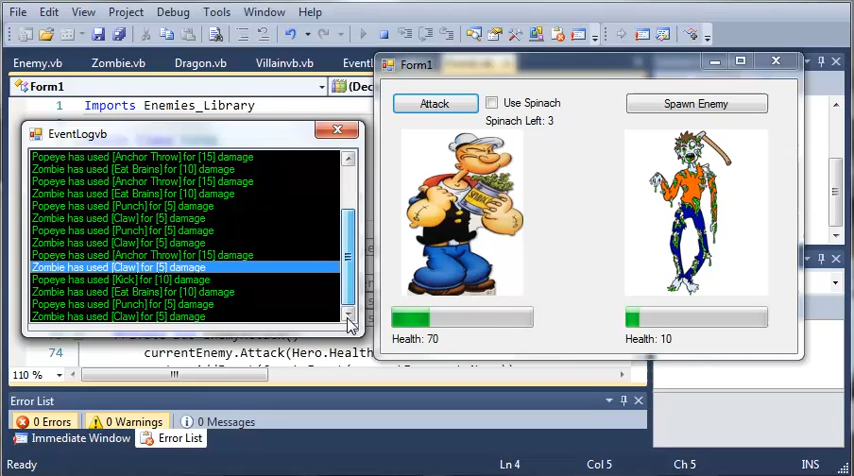 File Edit View Project Debug Tools Window Help
Enemy.vb Zombie.vb Dragon.vb Villainvb.vb EventL
Form1 (Dec
1 Imports Enemies_Library
EventLogvb
Popeye has used [Anchor Throw] for [15] damage
Zombie has used [Eat Brains] for [10] damage
Popeye has used [Anchor Throw] for [15] damage
Zombie has used [Eat Brains] for [10] damage
Popeye has used [Punch] for [5] damage
Zombie has used [Claw] for [5] damage
Popeye has used [Punch] for [5] damage
Zombie has used [Claw] for [5] damage
Popeye has used [Anchor Throw] for [15] damage
Zombie has used [Claw] for [5] damage
Popeye has used [Kick] for [10] damage
Zombie has used [Eat Brains] for [10] damage
Popeye has used [Punch] for [5] damage
Zombie has used [Claw] for [5] damage
Form1
Attack Use Spinach Spawn Enemy
Spinach Left: 3
Health: 70 Health: 10
74 currentEnemy.Attack(Hero.Health
110 %
Error List
0 Errors 0 Warnings 0 Messages
Immediate Window Error List
Ready Ln 4 Col 5 Ch 5 INS